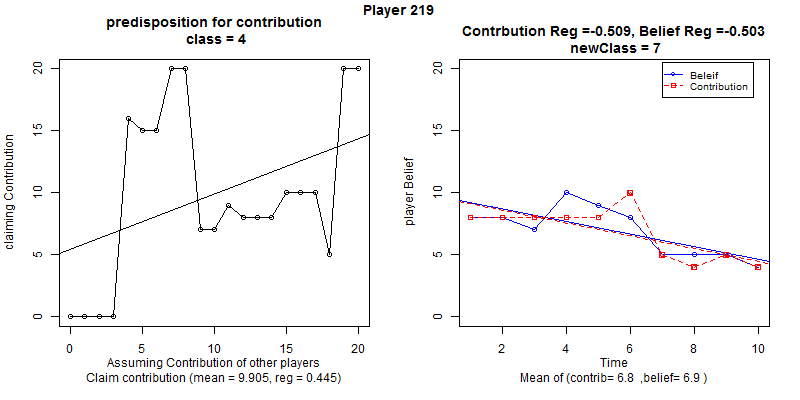 Player 219
predisposition for contribution
class = 4
claiming Contribution
20
15
10
5
0
0 5 10 15 20
Assuming Contribution of other players
Claim contribution (mean = 9.905, reg = 0.445)
Contrbution Reg =-0.509, Belief Reg =-0.503
newClass = 7
Beleif
Contribution
player Belief
20
15
10
5
0
2 4 6 8 10
Time
Mean of (contrib= 6.8 ,belief= 6.9 )